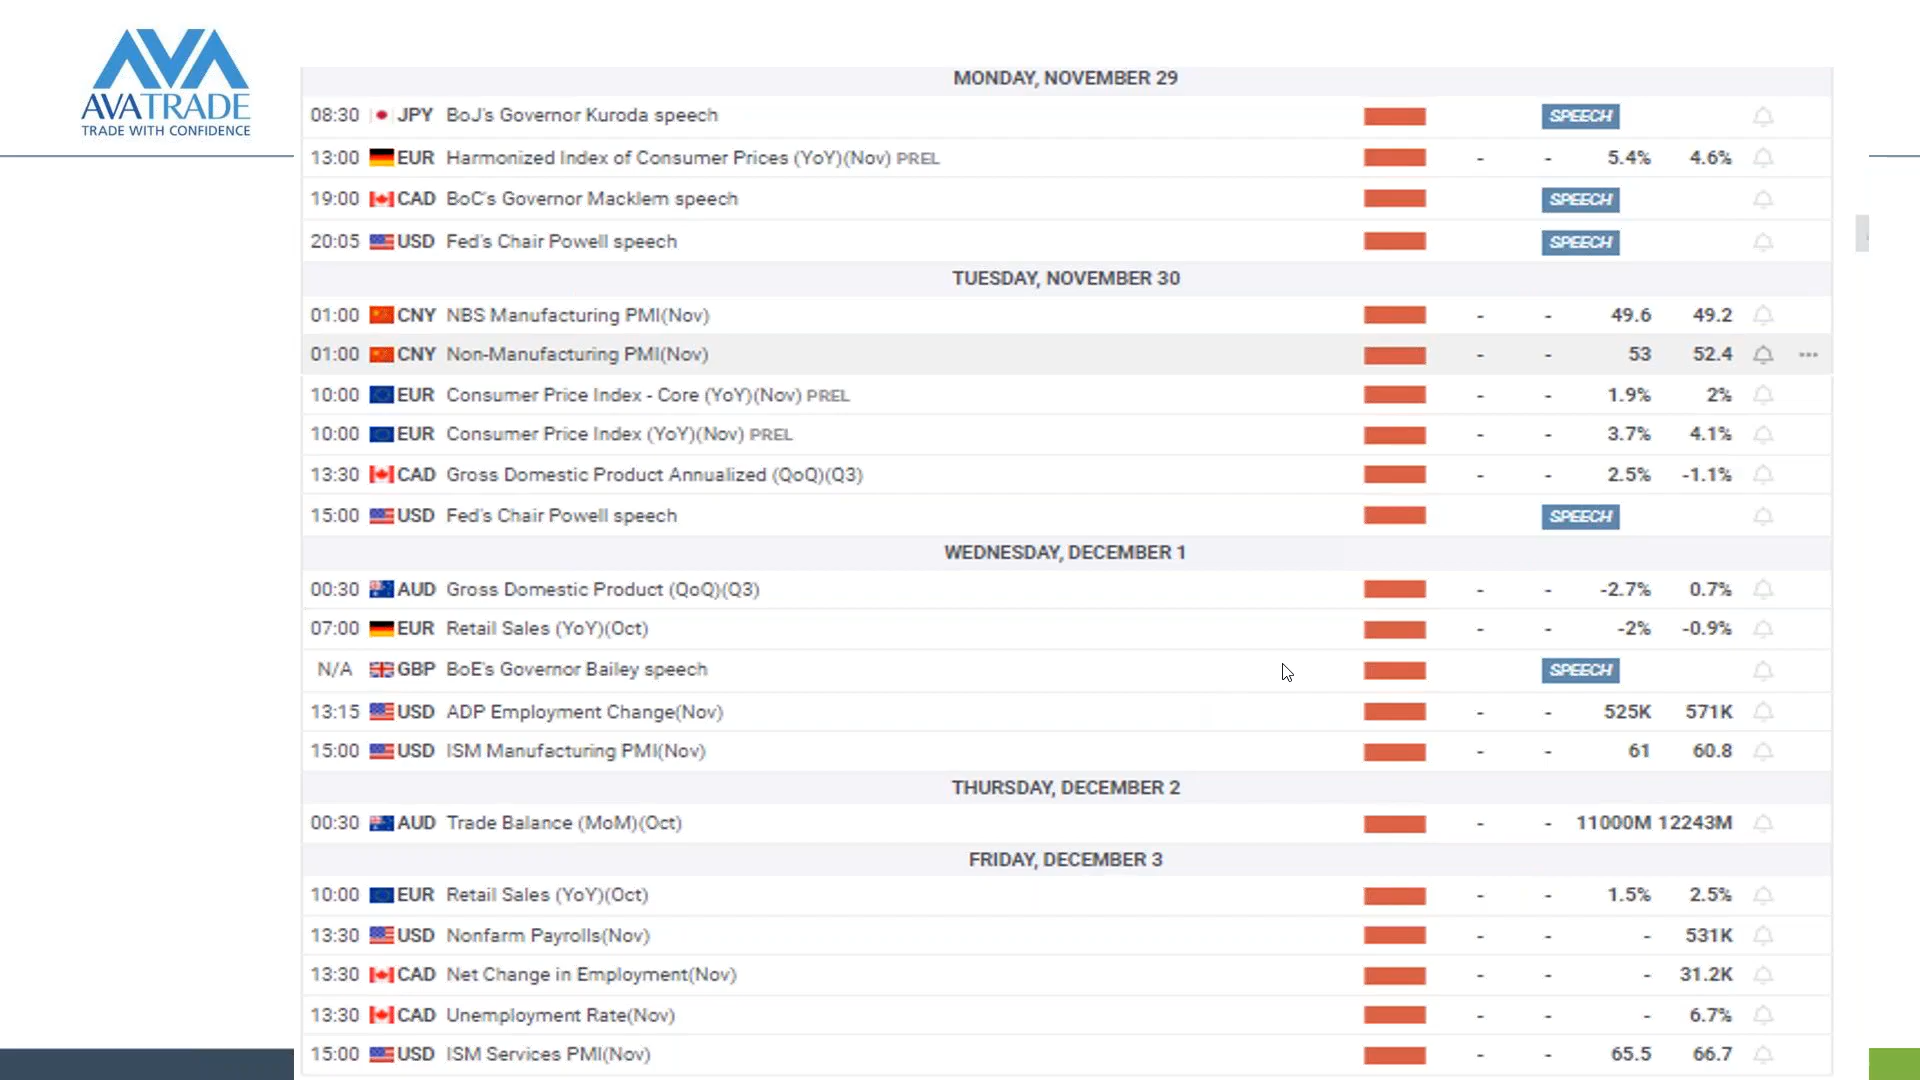 AVATRADE
TRADE WITH CONFIDENCE
MONDAY, NOVEMBER 29
08:30 JPY BoJ's Governor Kuroda speech SPEECH
13:00 EUR Harmonized Index of Consumer Prices (YoY)(Nov) PREL - - 5.4% 4.6%
19:00 CAD BoC's Governor Macklem speech SPEECH
20:05 USD Fed's Chair Powell speech SPEECH
TUESDAY, NOVEMBER 30
01:00 CNY NBS Manufacturing PMI(Nov) - - 49.6 49.2
01:00 CNY Non-Manufacturing PMI(Nov) - - 53 52.4
10:00 EUR Consumer Price Index - Core (YoY)(Nov) PREL - - 1.9% 2%
10:00 EUR Consumer Price Index (YoY)(Nov) PREL - - 3.7% 4.1%
13:30 CAD Gross Domestic Product Annualized (QoQ)(Q3) - - 2.5% -1.1%
15:00 USD Fed's Chair Powell speech SPEECH
WEDNESDAY, DECEMBER 1
00:30 AUD Gross Domestic Product (QoQ)(Q3) - - -2.7% 0.7%
07:00 EUR Retail Sales (YoY)(Oct) - - -2% -0.9%
N/A GBP BoE's Governor Bailey speech SPEECH
13:15 USD ADP Employment Change(Nov) - - 525K 571K
15:00 USD ISM Manufacturing PMI(Nov) - - 61 60.8
THURSDAY, DECEMBER 2
00:30 AUD Trade Balance (MoM)(Oct) - - 11000M 12243M
FRIDAY, DECEMBER 3
10:00 EUR Retail Sales (YoY)(Oct) - - 1.5% 2.5%
13:30 USD Nonfarm Payrolls(Nov) - - - 531K
13:30 CAD Net Change in Employment(Nov) - - - 31.2K
13:30 CAD Unemployment Rate(Nov) - - - 6.7%
15:00 USD ISM Services PMI(Nov) - - 65.5 66.7